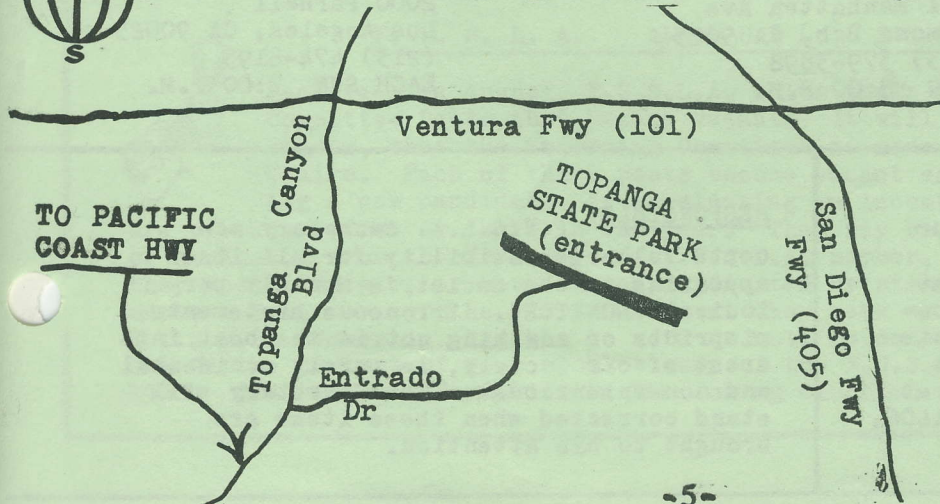 S
Ventura Fwy (101)
Topanga Canyon
Blvd
TOPANGA
STATE PARK
(entrance)
TO PACIFIC
COAST HWY
San Diego Fwy
Fwy (405)
Entrado
Dr
-5-